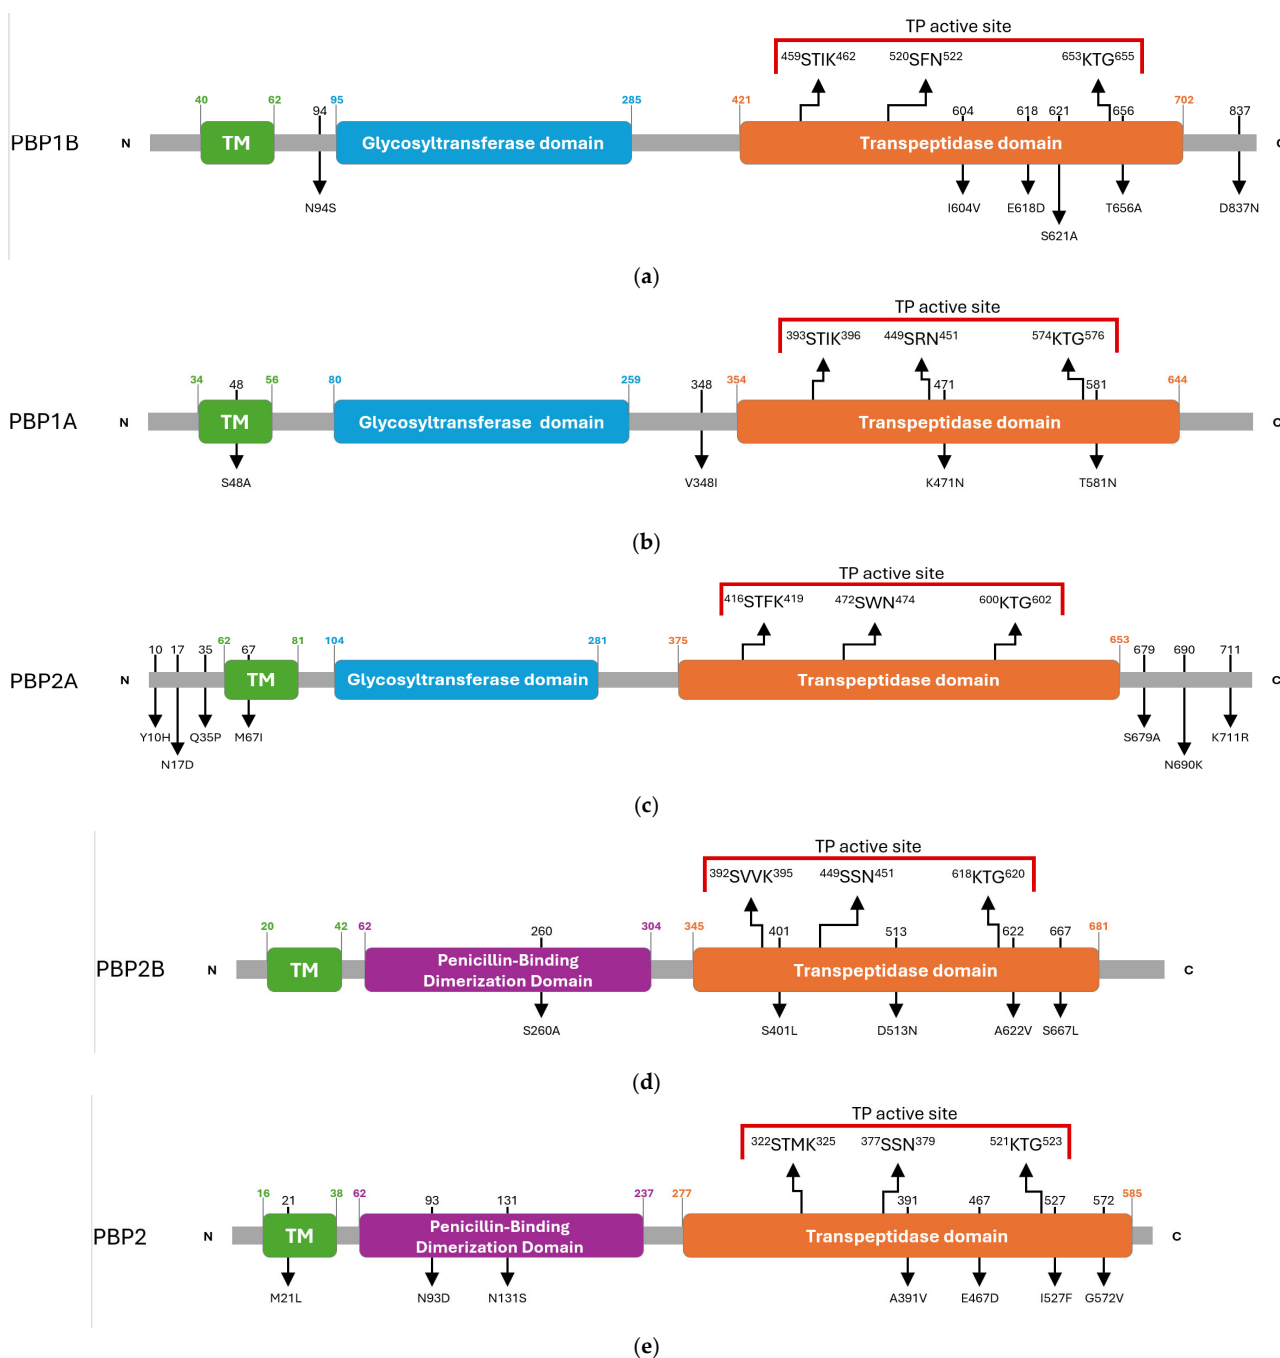 TP active site
459STIK462 520SFN522 653KTG655
40 62 94 95 285 421 604 618 621 656 702 837
PBP1B N TM Glycosyltransferase domain Transpeptidase domain C
N94S I604V E618D T656A D837N
S621A
(a)
TP active site
393STIK396 449SRN451 574KTG576
34 48 56 80 259 348 354 471 581 644
PBP1A N TM Glycosyltransferase domain Transpeptidase domain C
S48A V348I K471N T581N
(b)
TP active site
416STFK419 472SWN474 600KTG602
10 17 35 62 67 81 104 281 375 653 679 690 711
PBP2A N TM Glycosyltransferase domain Transpeptidase domain C
Y10H Q35P M67I S679A K711R
N17D N690K
(c)
TP active site
392SVVK395 449SSN451 618KTG620
20 42 62 260 304 345 401 513 622 667 681
PBP2B N TM Penicillin-Binding
Dimerization Domain Transpeptidase domain C
S260A S401L D513N A622V S667L
(d)
TP active site
322STMK325 377SSN379 521KTG523
16 21 38 62 93 131 237 277 391 467 527 572 585
PBP2 N TM Penicillin-Binding
Dimerization Domain Transpeptidase domain C
M21L N93D N131S A391V E467D I527F G572V
(e)